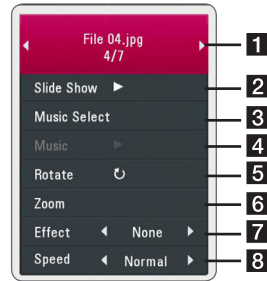 File 04.jpg
4/7
1
Slide Show
2
Music Select
3
Music
4
Rotate
5
Zoom
6
Effect None
7
Speed Normal
8